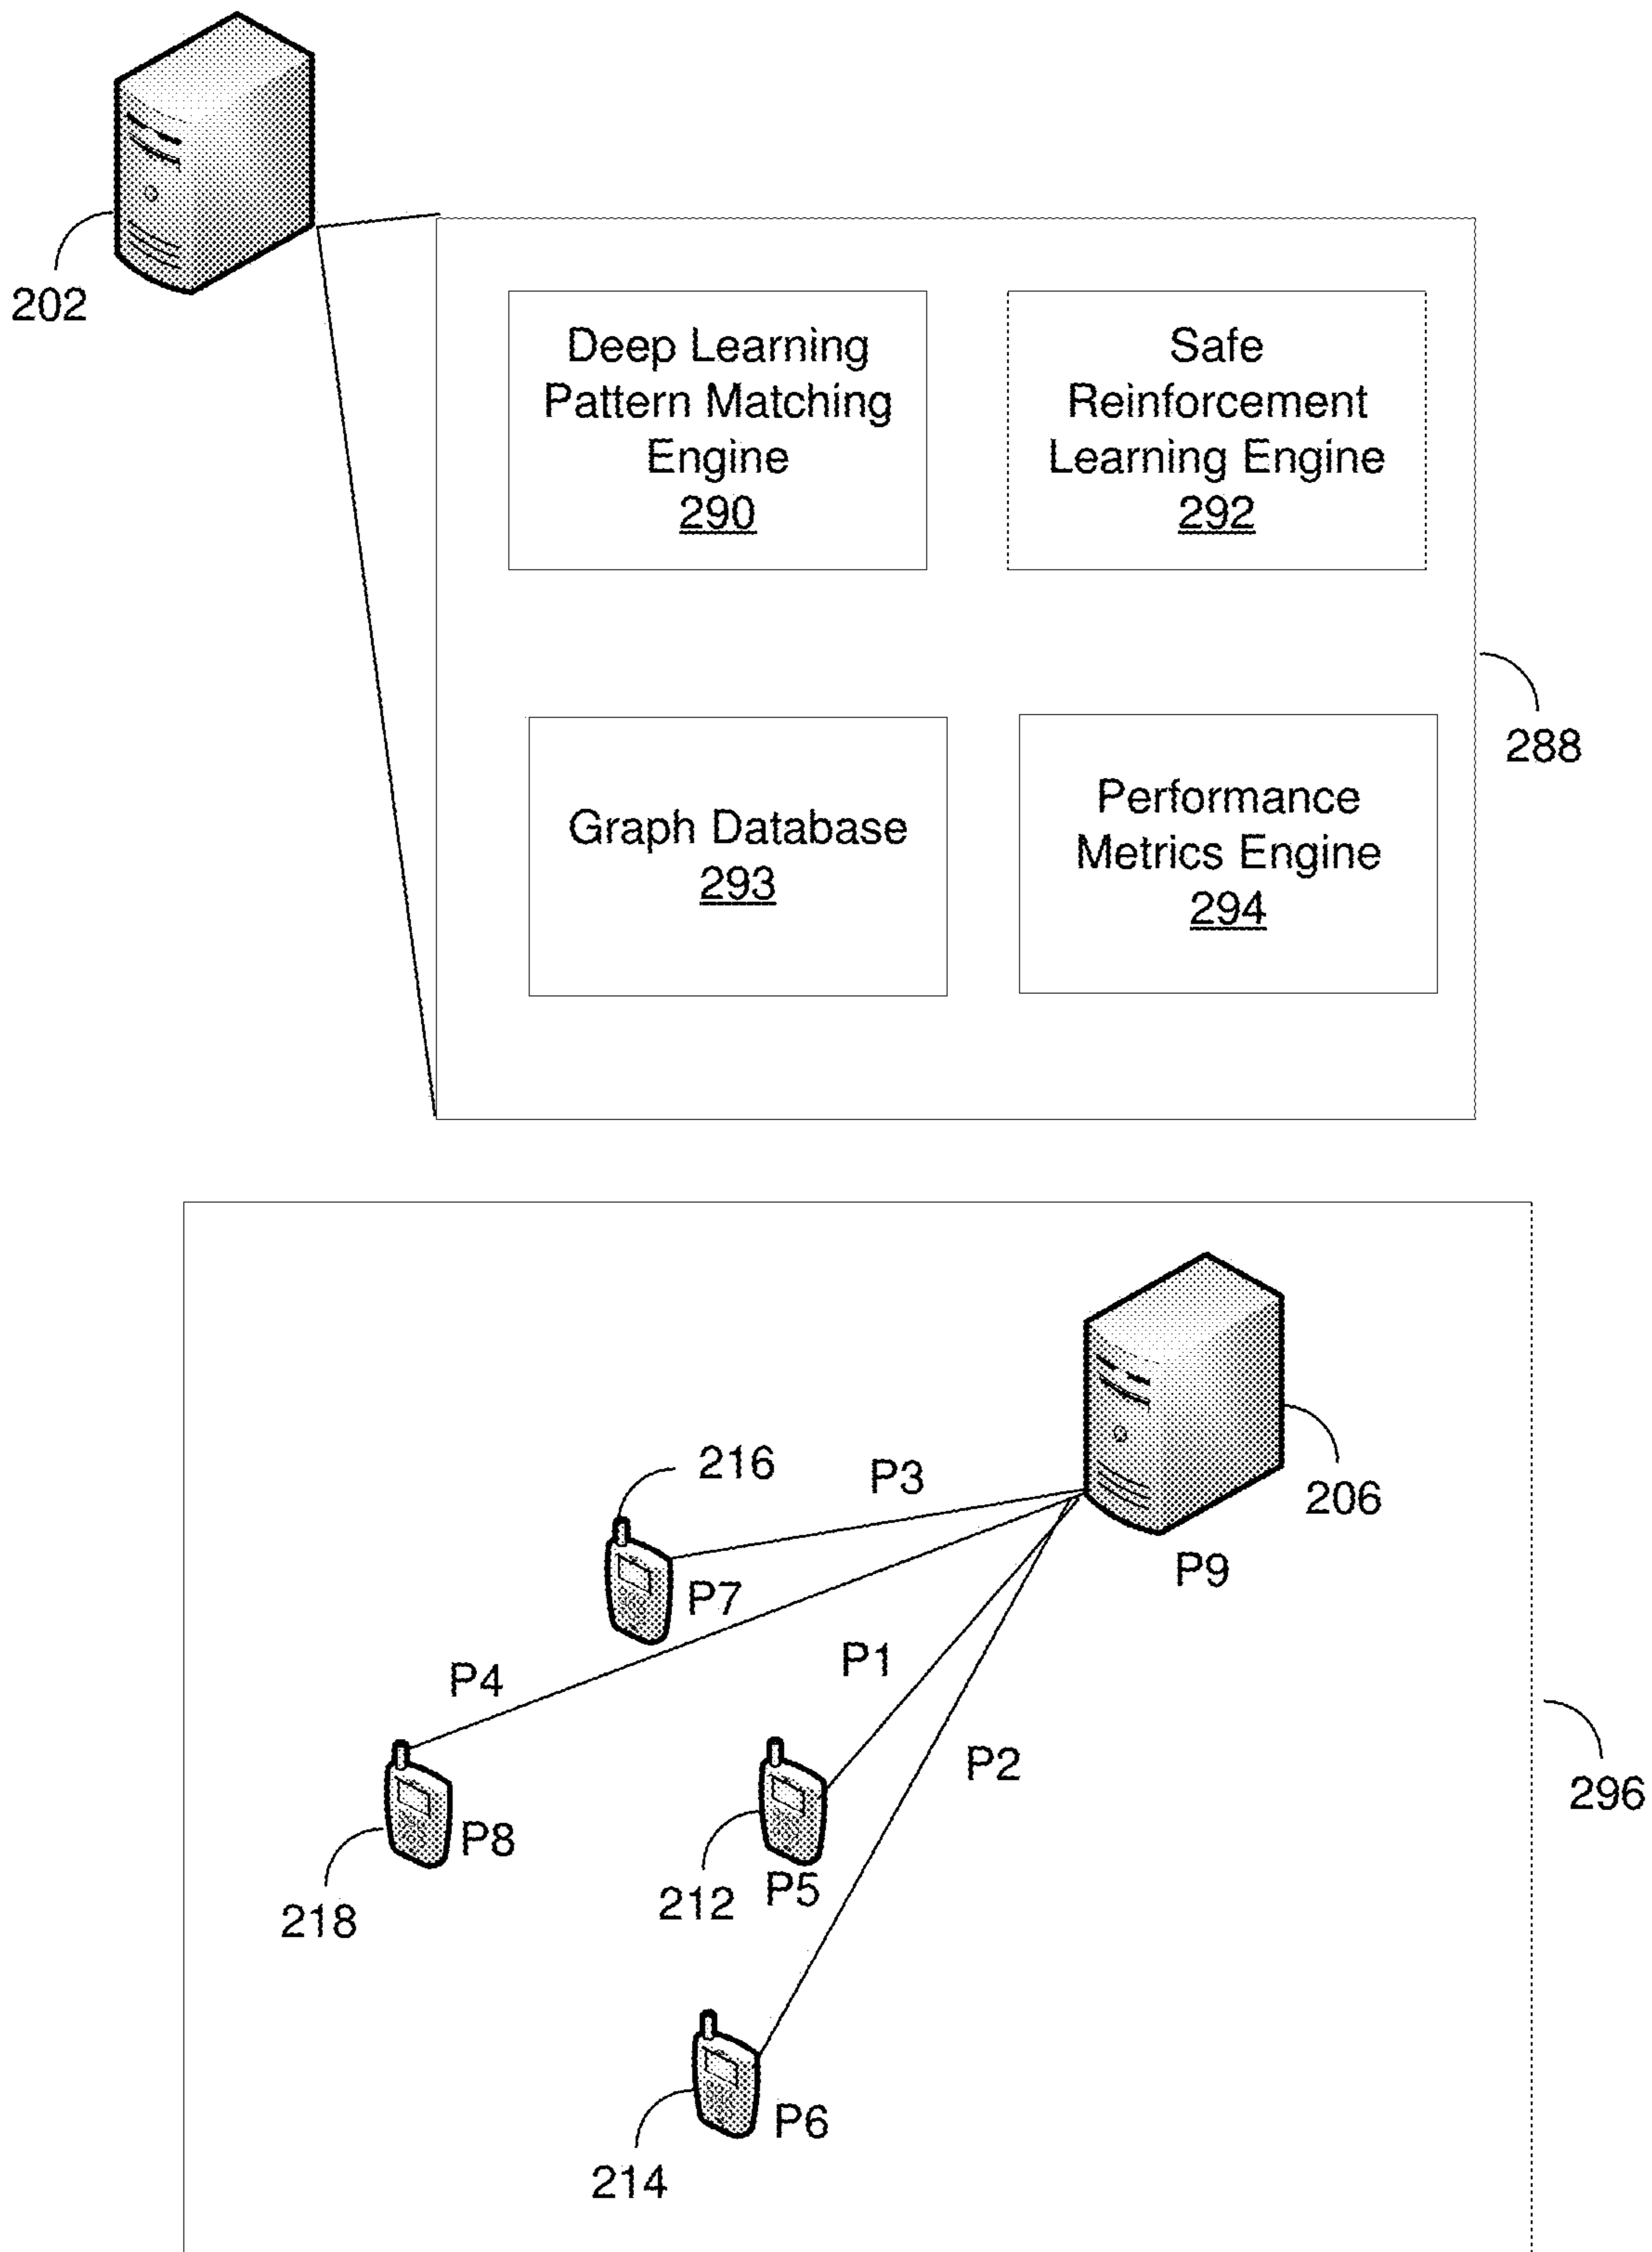 202
Deep Learning
Pattern Matching
Engine
290
Safe
Reinforcement
Learning Engine
292
288
Graph Database
293
Performance
Metrics Engine
294
216
P3
206
P7
P9
P1
P4
P2
296
P8
218
212
P5
P6
214